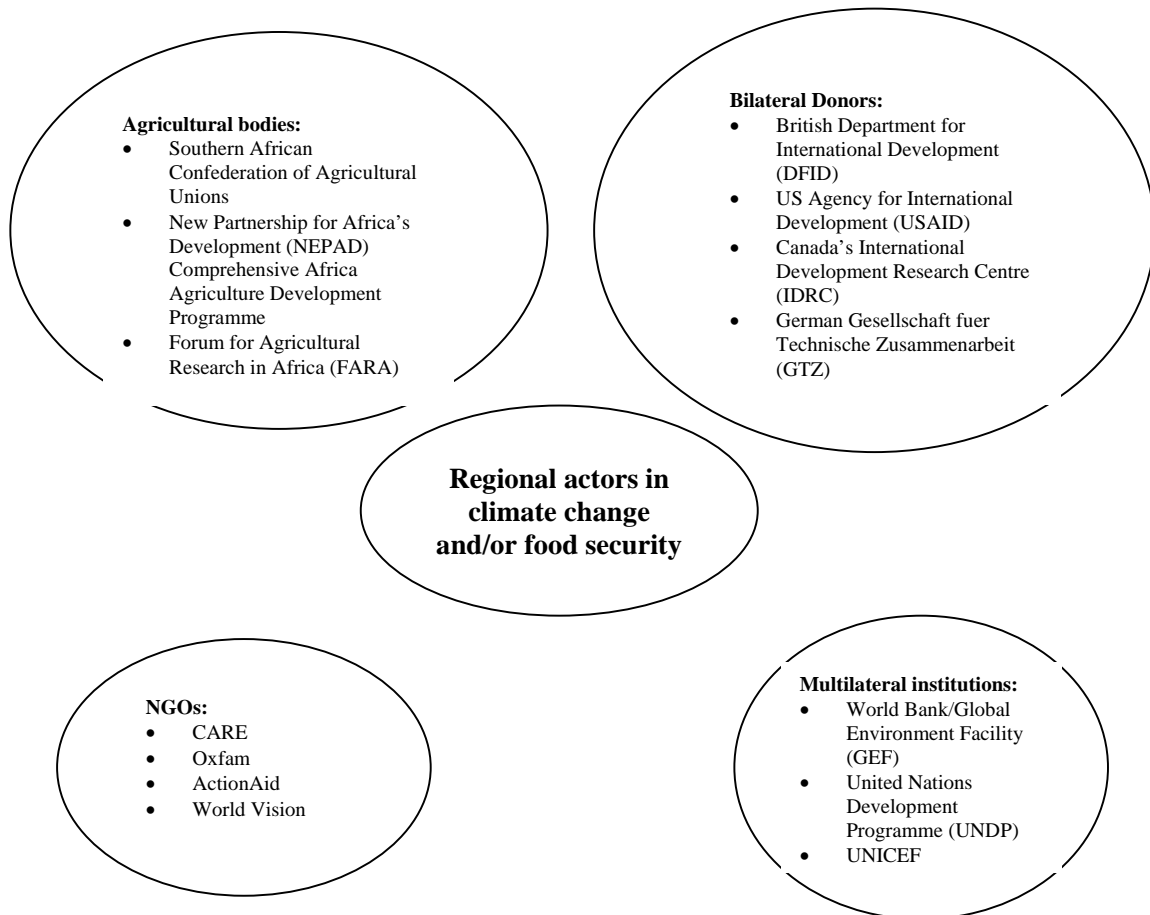 Agricultural bodies:
• Southern African
Confederation of Agricultural
Unions
• New Partnership for Africa's
Development (NEPAD)
Comprehensive Africa
Agriculture Development
Programme
• Forum for Agricultural
Research in Africa (FARA)
Bilateral Donors:
• British Department for
International Development
(DFID)
• US Agency for International
Development (USAID)
• Canada's International
Development Research Centre
(IDRC)
• German Gesellschaft fuer
Technische Zusammenarbeit
(GTZ)
Regional actors in
climate change
and/or food security
NGOs:
• CARE
• Oxfam
• ActionAid
• World Vision
Multilateral institutions:
• World Bank/Global
Environment Facility
(GEF)
• United Nations
Development
Programme (UNDP)
• UNICEF